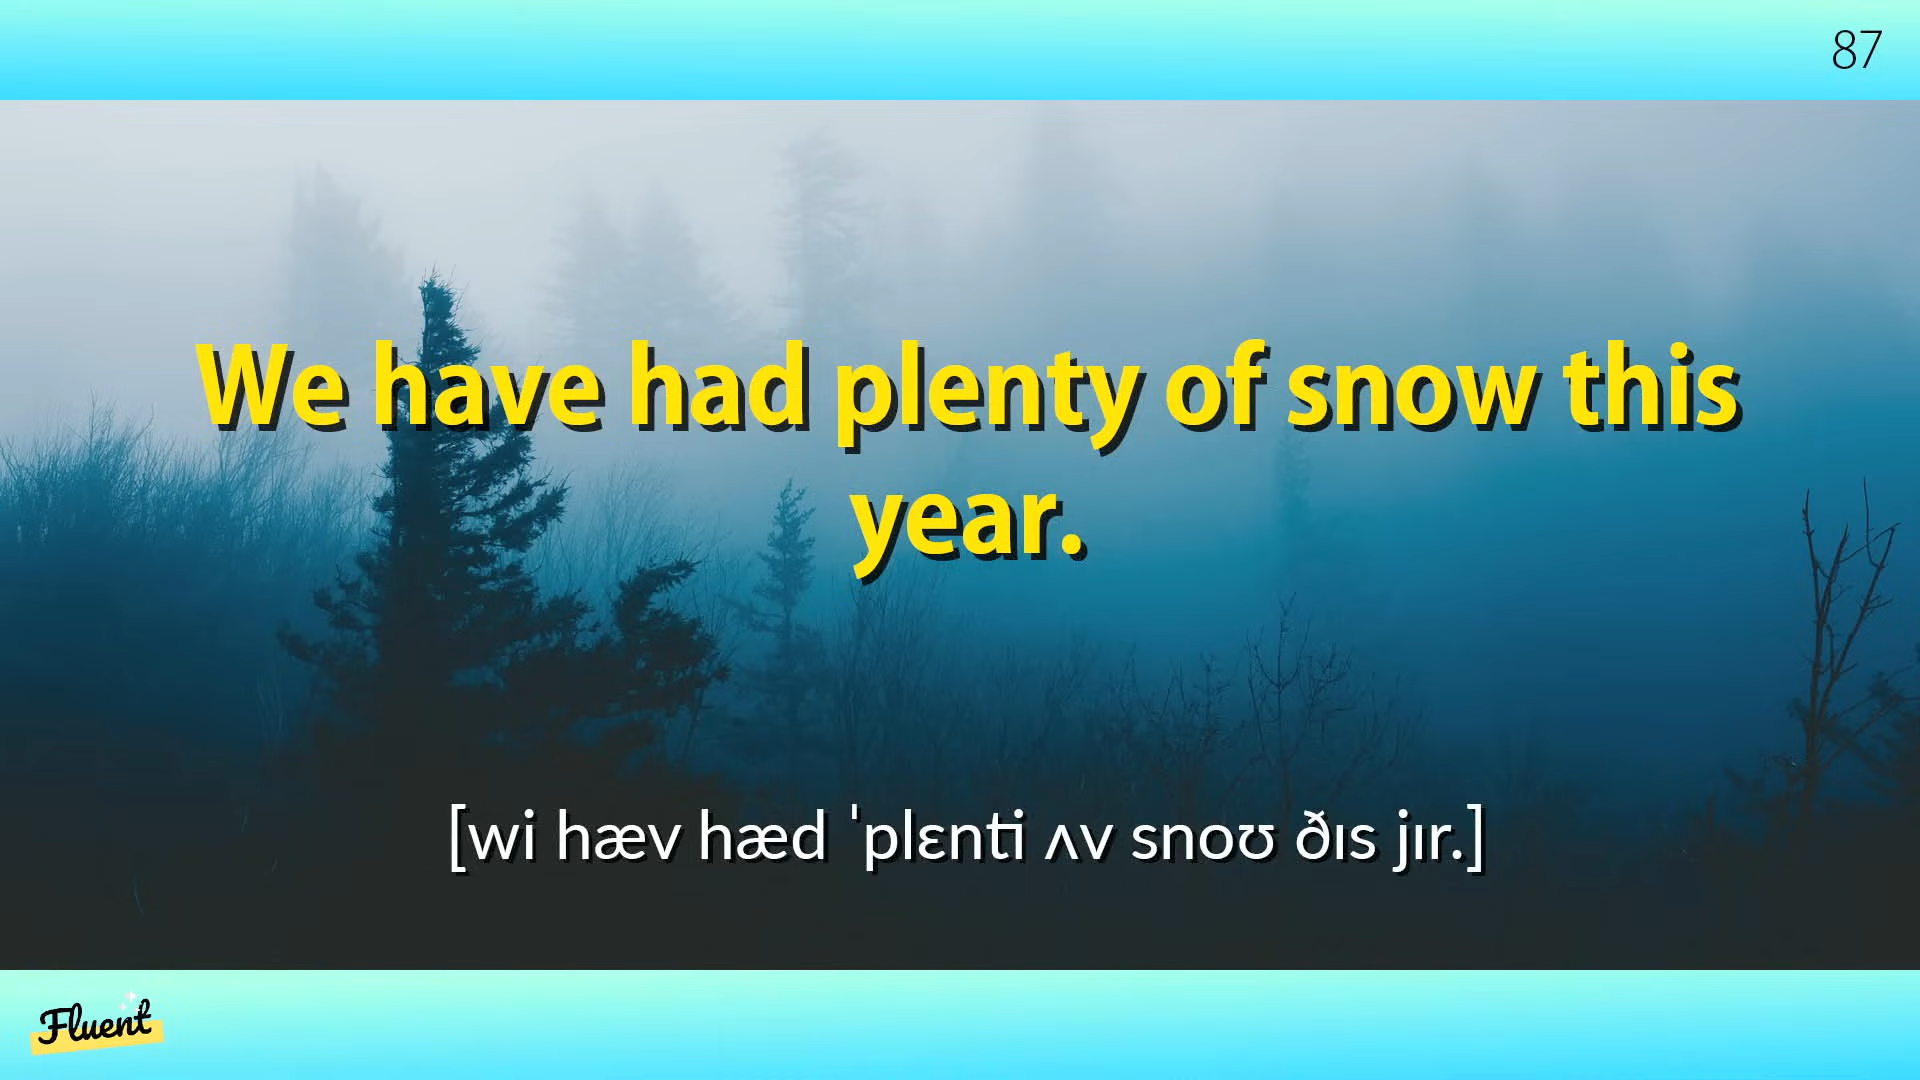 87
We have had plenty of snow this
year.
[wi hæv hæd ˈplɛnti ʌv snoʊ ðɪs jɪr.]
Fluent